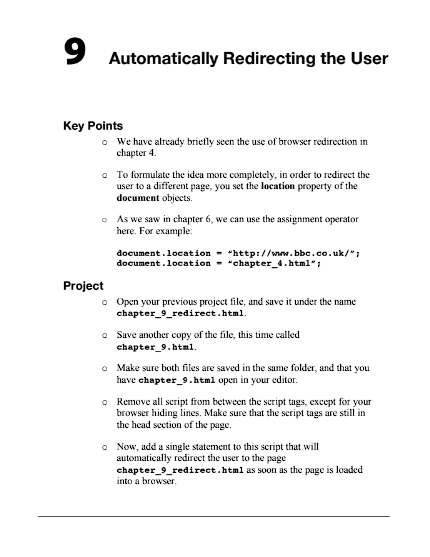 9 Automatically Redirecting the User
Key Points
o We have already briefly seen the use of browser redirection in
chapter 4.
o To formulate the idea more completely, in order to redirect the
user to a different page, you set the location property of the
document objects.
o As we saw in chapter 6, we can use the assignment operator
here. For example:
document.location = “http://www.bbc.co.uk/”;
document.location = “chapter_4.html”;
Project
o Open your previous project file, and save it under the name
chapter_9_redirect.html.
o Save another copy of the file, this time called
chapter_9.html.
o Make sure both files are saved in the same folder, and that you
have chapter_9.html open in your editor.
o Remove all script from between the script tags, except for your
browser hiding lines. Make sure that the script tags are still in
the head section of the page.
o Now, add a single statement to this script that will
automatically redirect the user to the page
chapter_9_redirect.html as soon as the page is loaded
into a browser.